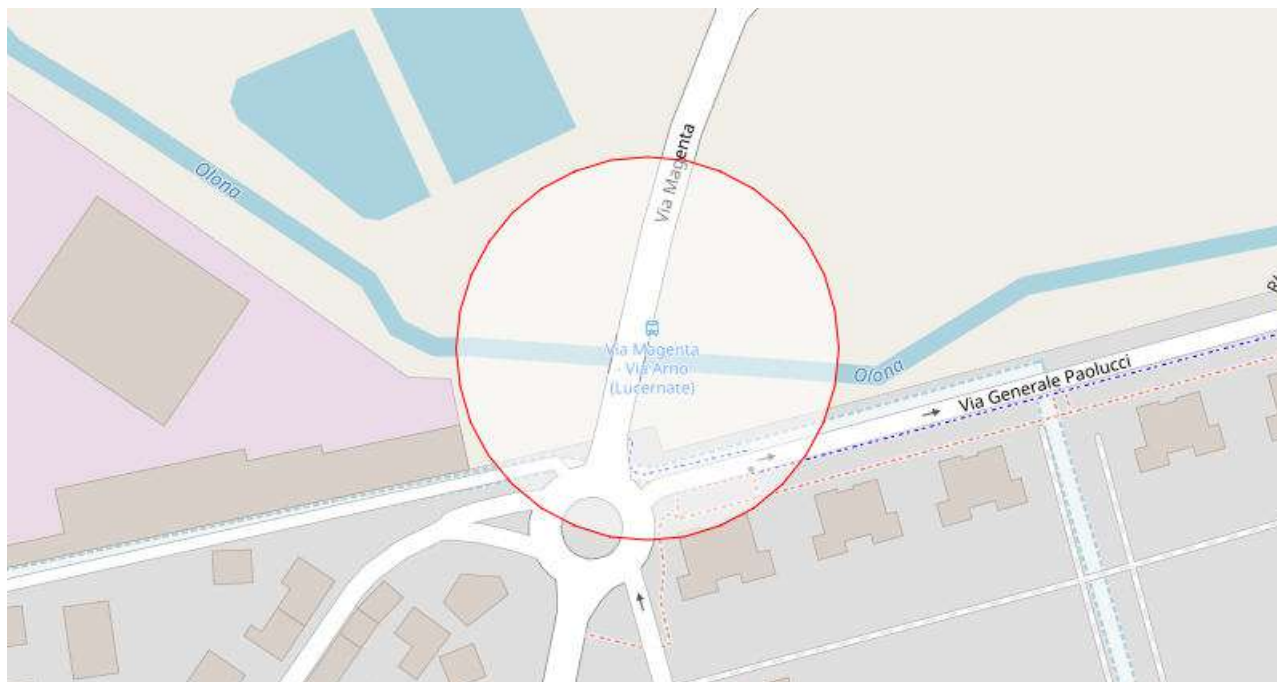 Via Magenta
Olona
Via Magenta
- Via Arno
(Lucernate)
Olona
Via Generale Paolucci